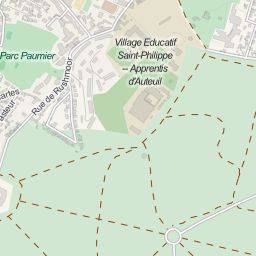 Village Educatif
Saint-Philippe
– Apprentis
d'Auteuil
Parc Paumier
Rue de Rushmoor